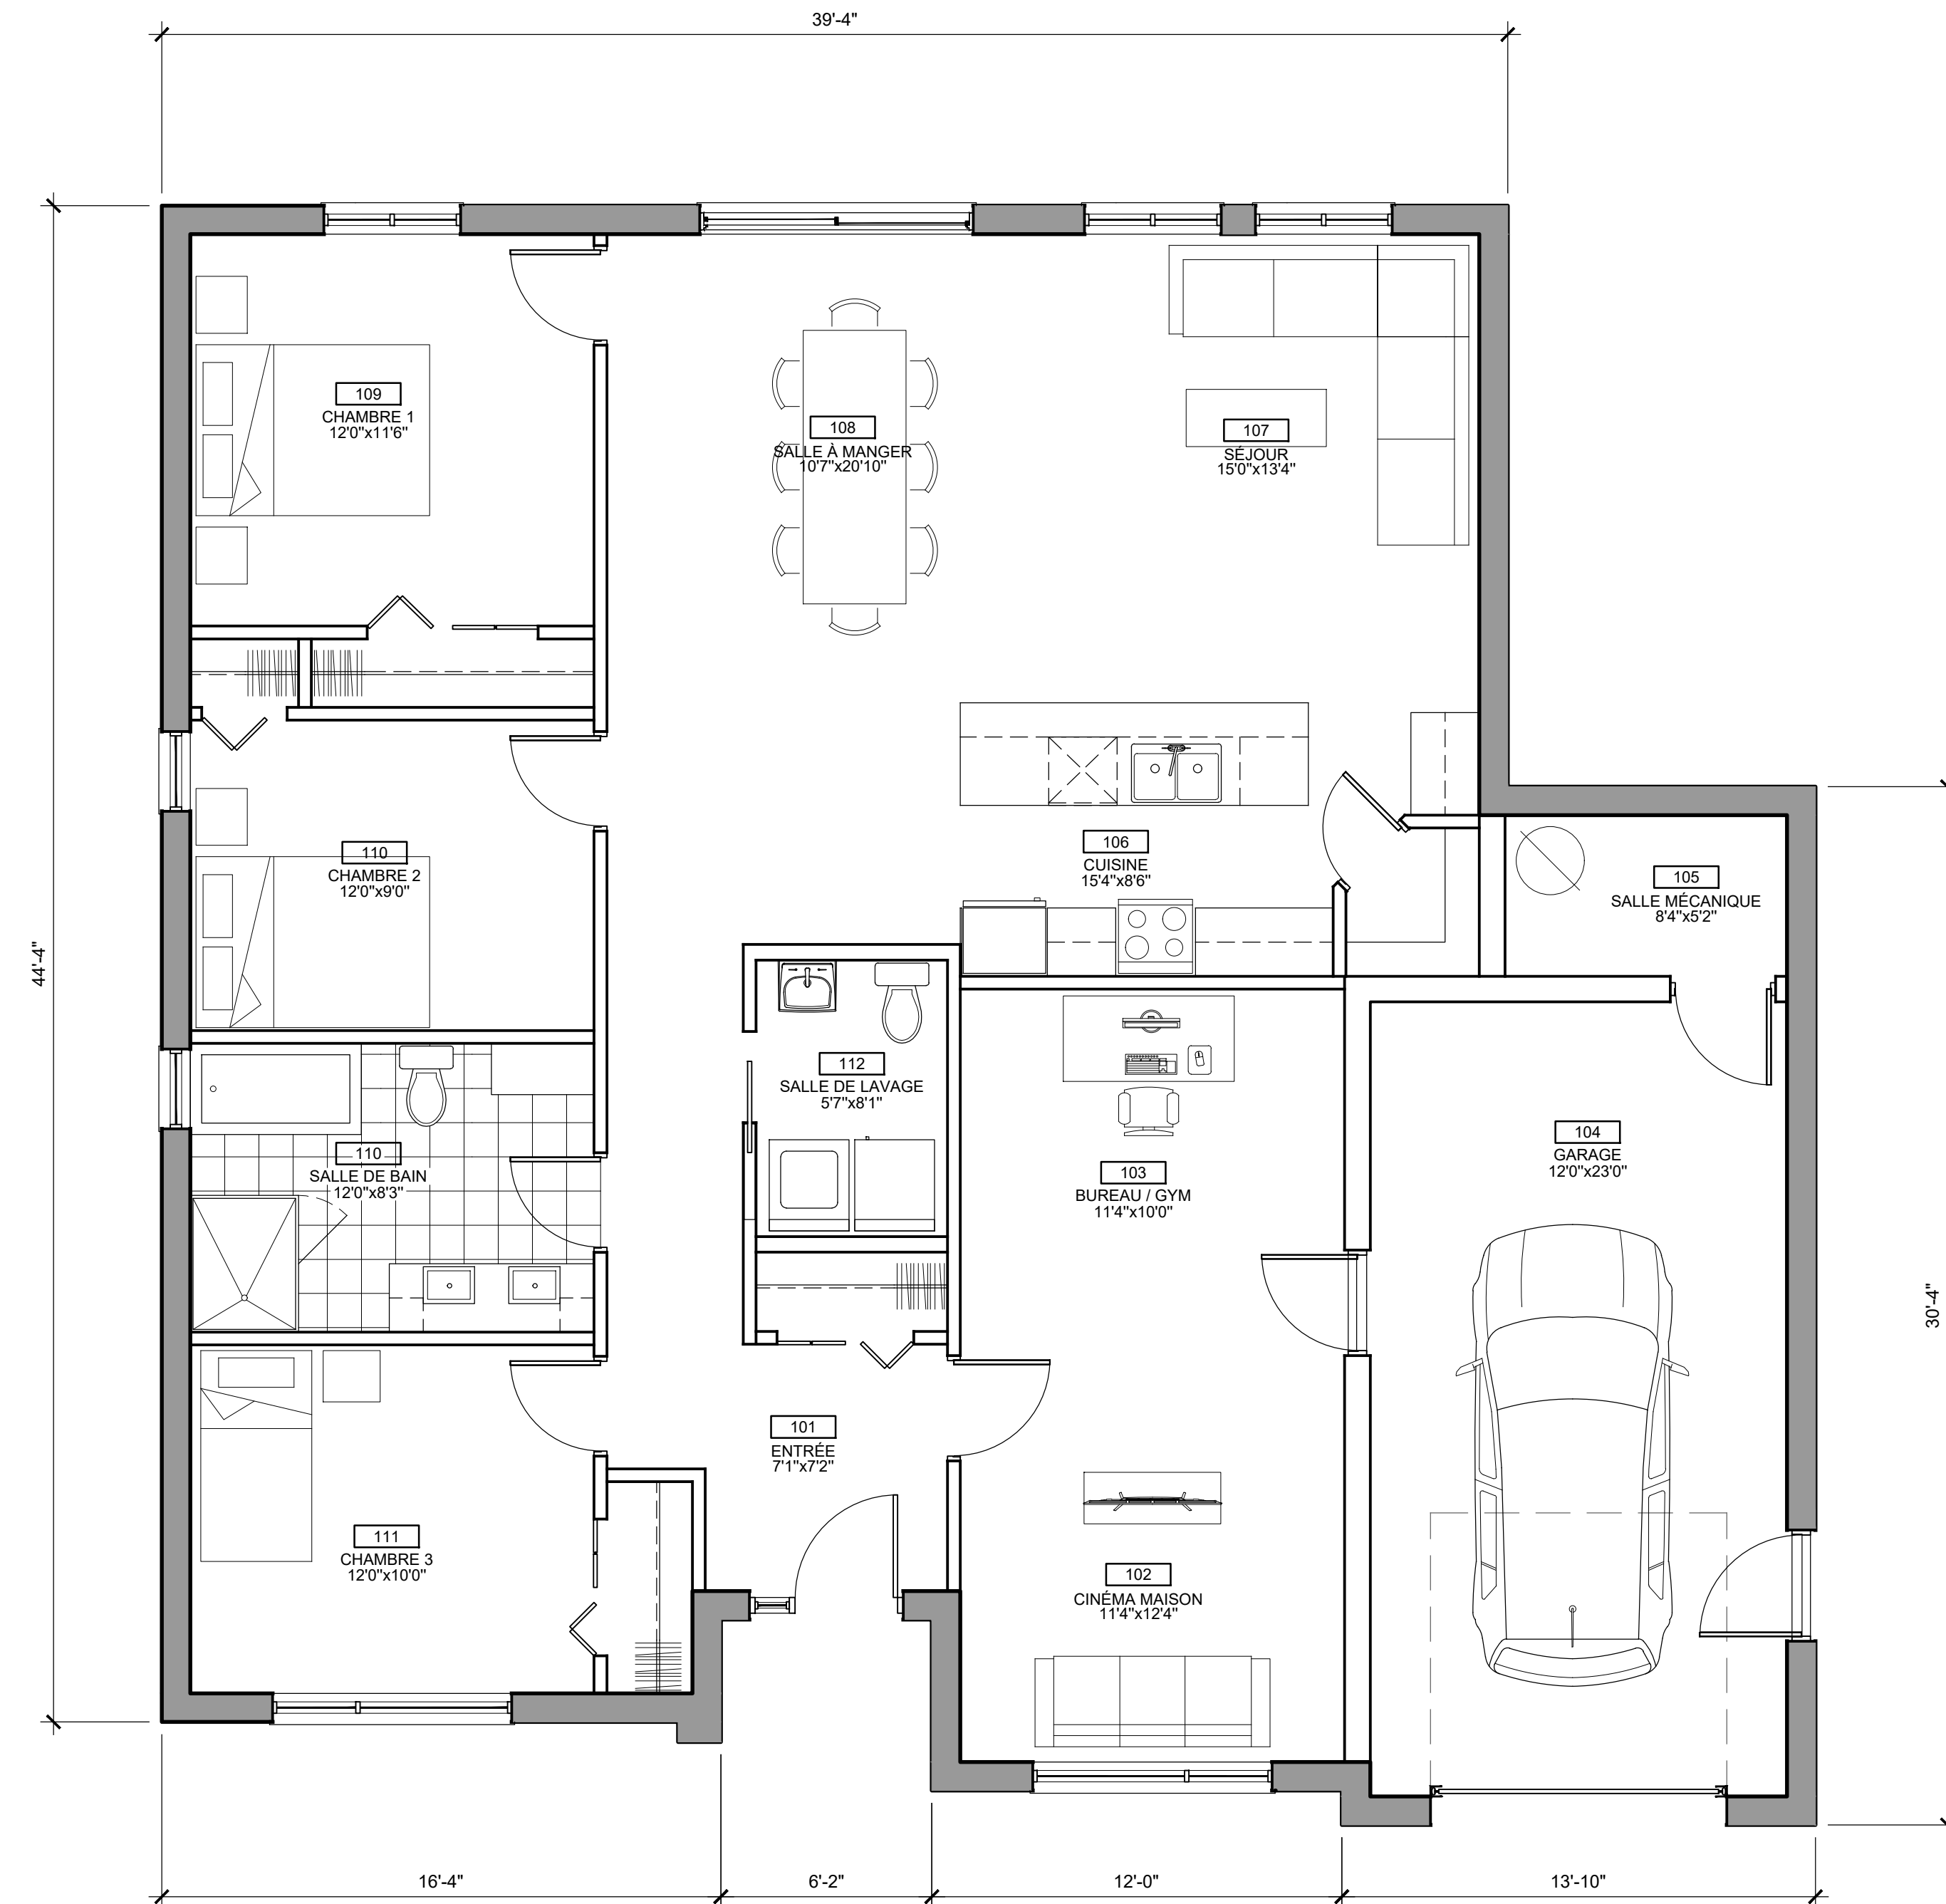 39'-4"
109
CHAMBRE 1
12'0"x11'6"
108
SALLE À MANGER
10'7"x20'10"
107
SÉJOUR
15'0"x13'4"
110
CHAMBRE 2
12'0"x9'0"
106
CUISINE
15'4"x8'6"
105
SALLE MÉCANIQUE
8'4"x5'2"
44'-4"
112
SALLE DE LAVAGE
5'7"x8'1"
110
SALLE DE BAIN
12'0"x8'3"
103
BUREAU / GYM
11'4"x10'0"
104
GARAGE
12'0"x23'0"
30'-4"
101
ENTRÉE
7'1"x7'2"
111
CHAMBRE 3
12'0"x10'0"
102
CINÉMA MAISON
11'4"x12'4"
16'-4"
6'-2"
12'-0"
13'-10"